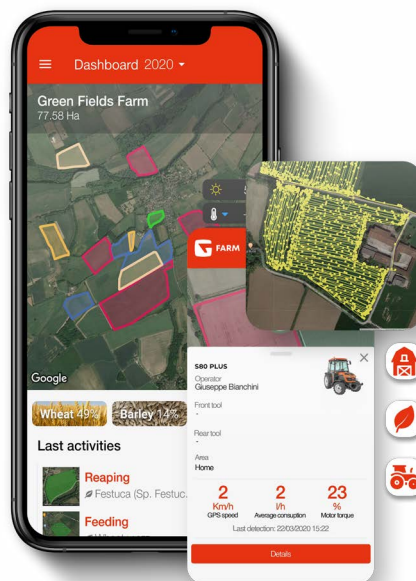 Dashboard 2020
Green Fields Farm
77.58 Ha
G FARM
Google
Wheat 49%
Barley 14%
Last activities
Reaping
Festuca (Sp. Festuc.
Feeding
S80 PLUS
Operator
Giuseppe Bianchini
Front tool
-
Rear tool
-
Area
Home
2
Km/h
GPS speed
2
l/h
Average consuption
23
%
Motor torque
Last detection: 22/03/2020 15:22
Details